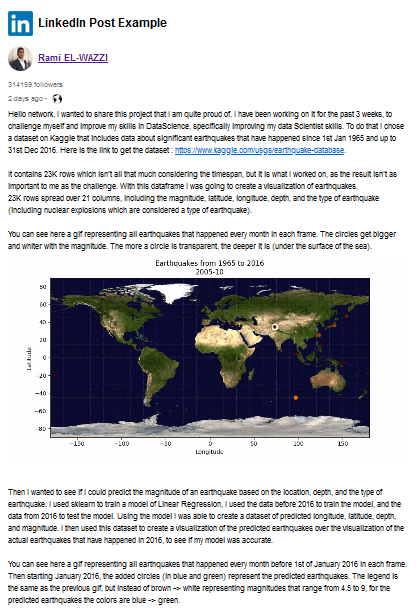 in LinkedIn Post Example
Rami EL-WAZZI
314159 followers
2 days ago -
Hello network, I wanted to share this project that I am quite proud of. I have been working on it for the past 3 weeks, to
challenge myself and improve my skills in DataScience, specifically improving my data Scientist skills. To do that I chose
a dataset on Kaggle that includes data about significant earthquakes that have happened since 1st Jan 1965 and up to
31st Dec 2016. Here is the link to get the dataset : https://www.kaggle.com/usgs/earthquake-database.
It contains 23K rows which isn't all that much considering the timespan, but it is what I worked on, as the result isn't as
important to me as the challenge. With this dataframe I was going to create a visualization of earthquakes.
23K rows spread over 21 columns, including the magnitude, latitude, longitude, depth, and the type of earthquake
(including nuclear explosions which are considered a type of earthquake).
You can see here a gif representing all earthquakes that happened every month in each frame. The circles get bigger
and whiter with the magnitude. The more a circle is transparent, the deeper it is (under the surface of the sea).
Earthquakes from 1965 to 2016
2005-10
80
60
40
20
0
-20
-40
-60
-80
Latitude
-150 -100 -50 0 50 100 150
Longitude
Then I wanted to see if I could predict the magnitude of an earthquake based on the location, depth, and the type of
earthquake. I used sklearn to train a model of Linear Regression, I used the data before 2016 to train the model, and the
data from 2016 to test the model. Using the model I was able to create a dataset of predicted longitude, latitude, depth,
and magnitude. I then used this dataset to create a visualization of the predicted earthquakes over the visualization of the
actual earthquakes that have happened in 2016, to see if my model was accurate.
You can see here a gif representing all earthquakes that happened every month before 1st of January 2016 in each frame.
Then starting January 2016, the added circles (in blue and green) represent the predicted earthquakes. The legend is
the same as the previous gif, but instead of brown -> white representing magnitudes that range from 4.5 to 9, for the
predicted earthquakes the colors are blue -> green.